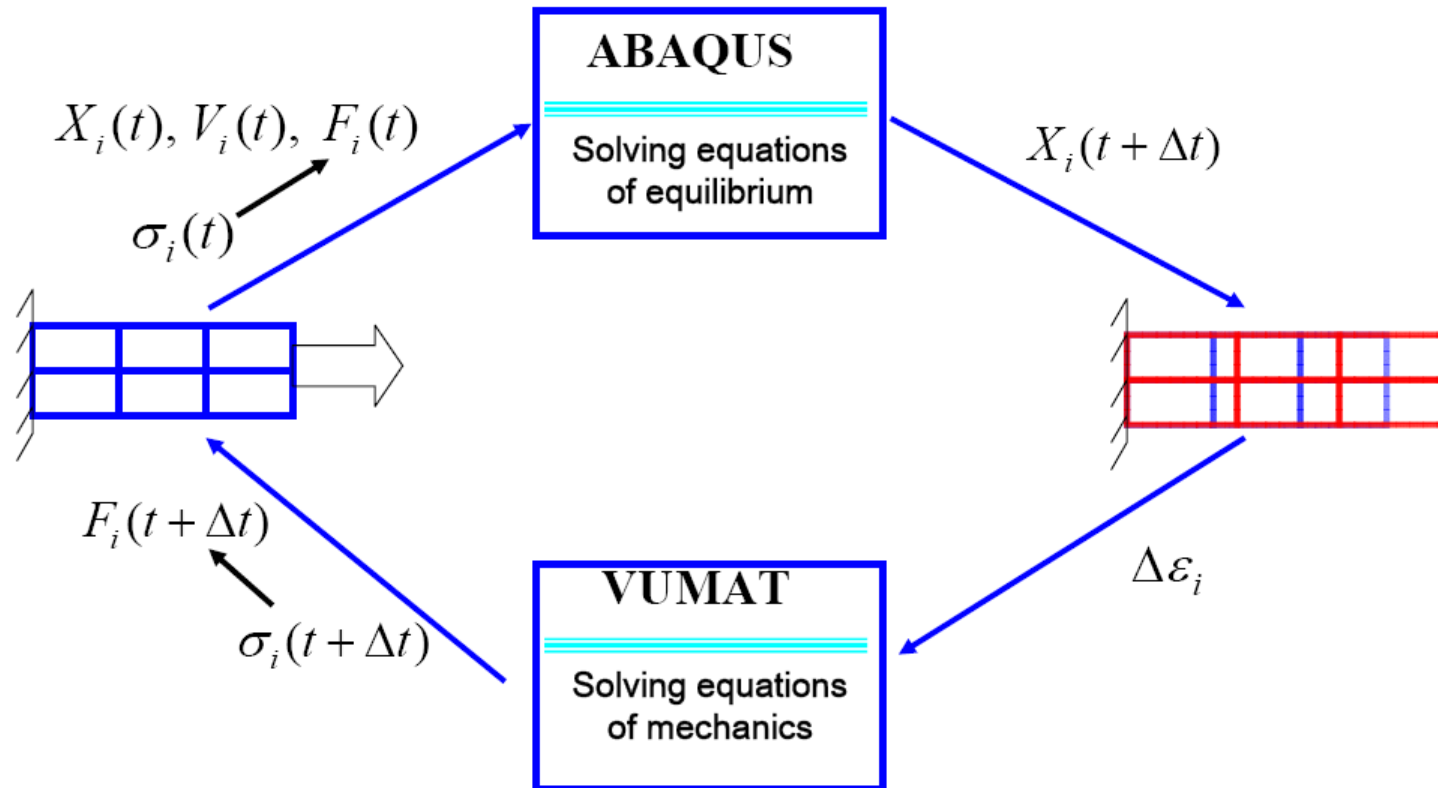 ABAQUS
Solving equations
of equilibrium
X_i(t), V_i(t), F_i(t)
σ_i(t)
X_i(t + Δt)
F_i(t + Δt)
σ_i(t + Δt)
Δε_i
VUMAT
Solving equations
of mechanics